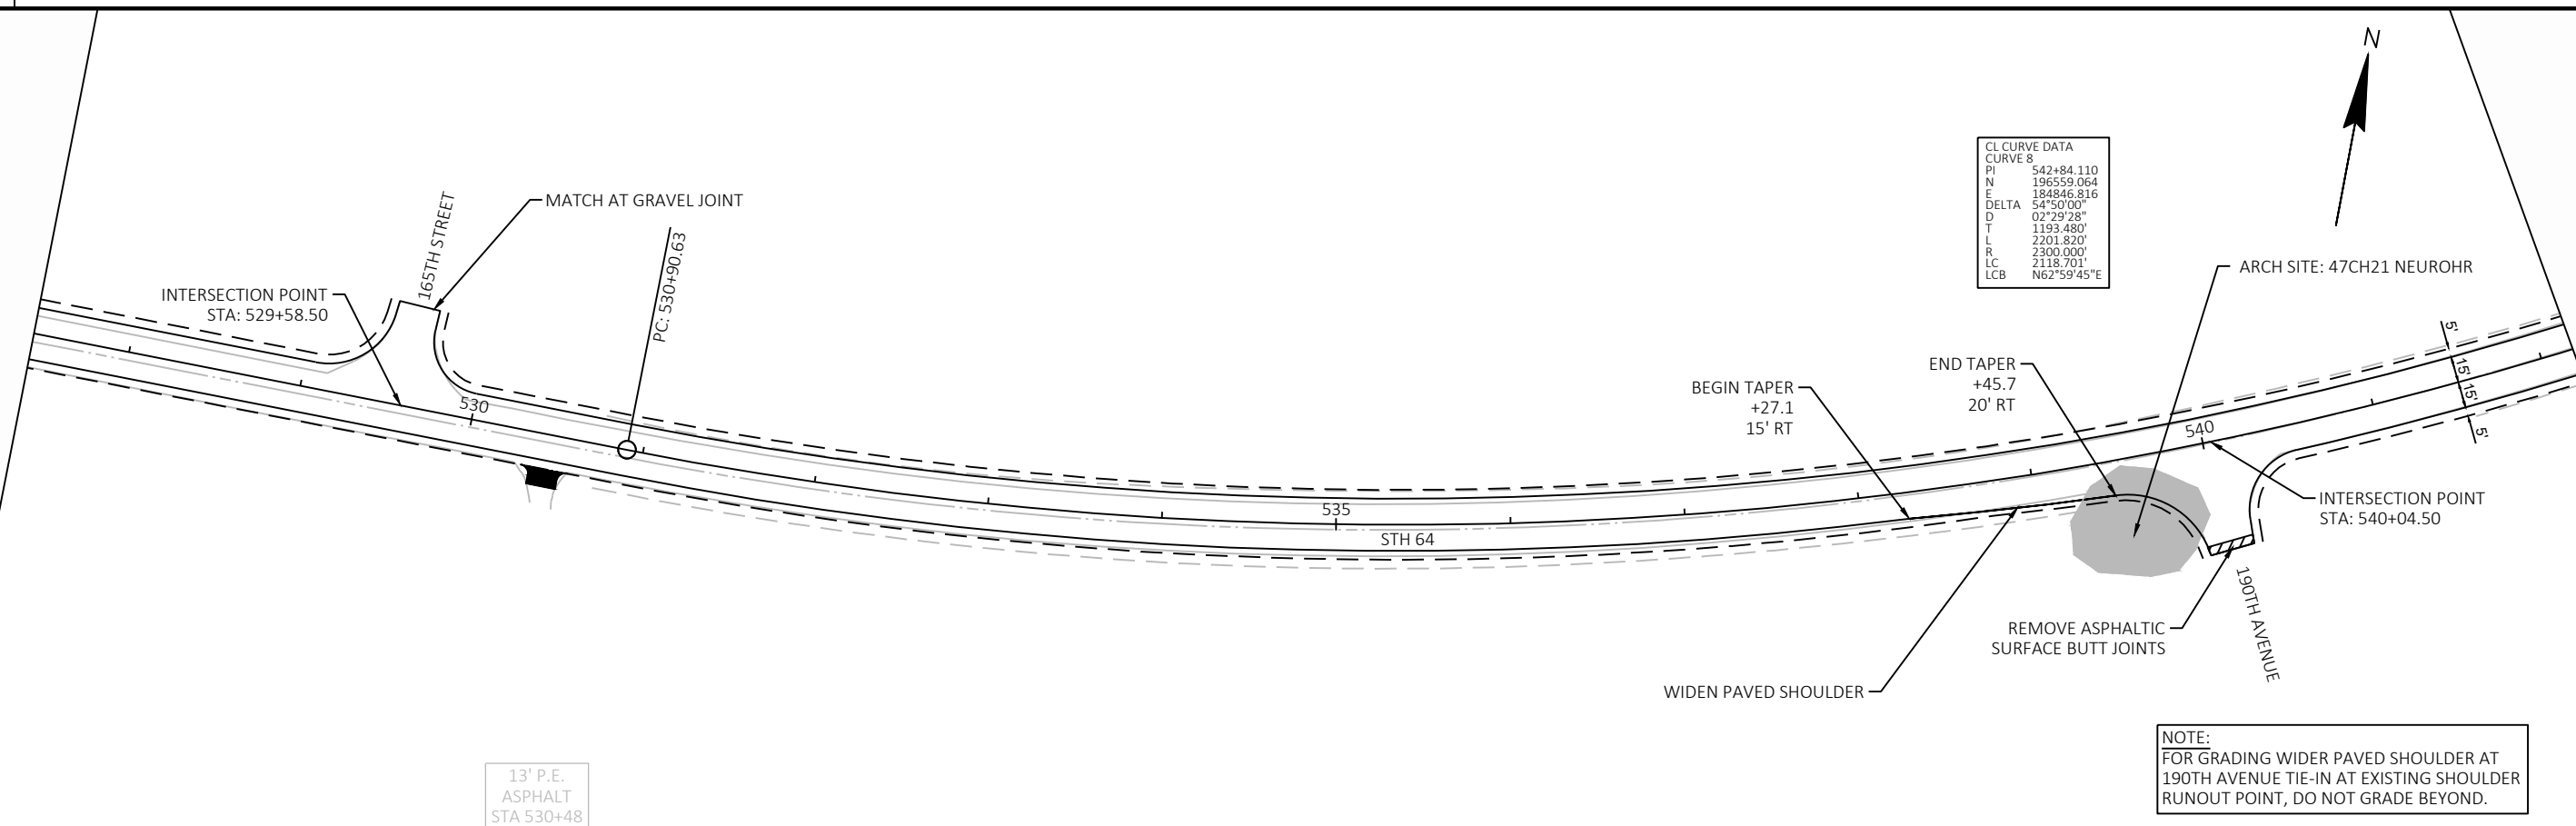 N
CL CURVE DATA
CURVE 8
PI 542+84.110
N 196559.064
E 184846.816
DELTA 54°50'00"
D 02°29'28"
T 1193.480'
L 2201.820'
R 2300.000'
LC 2118.701'
LCB N62°59'45"E
165TH STREET
MATCH AT GRAVEL JOINT
PC: 530+90.63
INTERSECTION POINT
STA: 529+58.50
ARCH SITE: 47CH21 NEUROHR
5'
15'
15'
5'
END TAPER
+45.7
20' RT
BEGIN TAPER
+27.1
15' RT
530
535
540
STH 64
INTERSECTION POINT
STA: 540+04.50
190TH AVENUE
REMOVE ASPHALTIC
SURFACE BUTT JOINTS
WIDEN PAVED SHOULDER
NOTE:
FOR GRADING WIDER PAVED SHOULDER AT
190TH AVENUE TIE-IN AT EXISTING SHOULDER
RUNOUT POINT, DO NOT GRADE BEYOND.
13' P.E.
ASPHALT
STA 530+48